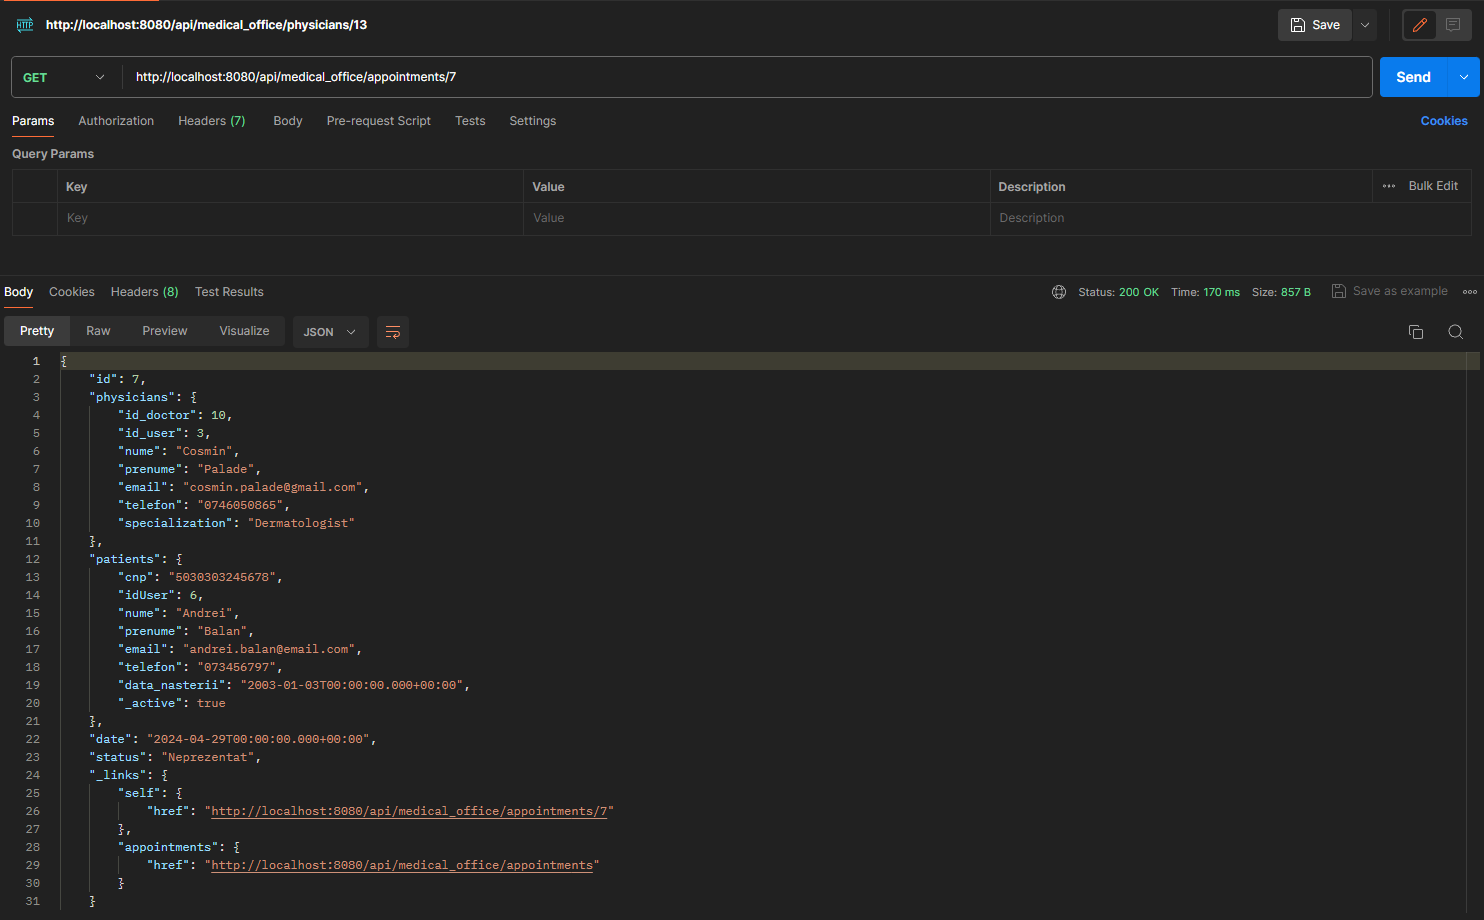 HTTP http://localhost:8080/api/medical_office/physicians/13 Save
GET http://localhost:8080/api/medical_office/appointments/7 Send
Params Authorization Headers (7) Body Pre-request Script Tests Settings Cookies
Query Params
Key Value Description Bulk Edit
Key Value Description
Body Cookies Headers (8) Test Results Status: 200 OK Time: 170 ms Size: 857 B Save as example
Pretty Raw Preview Visualize JSON
1 {
2 "id": 7,
3 "physicians": {
4 "id_doctor": 10,
5 "id_user": 3,
6 "nume": "Cosmin",
7 "prenume": "Palade",
8 "email": "cosmin.palade@gmail.com",
9 "telefon": "0746050865",
10 "specialization": "Dermatologist"
11 },
12 "patients": {
13 "cnp": "5030303245678",
14 "idUser": 6,
15 "nume": "Andrei",
16 "prenume": "Balan",
17 "email": "andrei.balan@email.com",
18 "telefon": "073456797",
19 "data_nasterii": "2003-01-03T00:00:00.000+00:00",
20 "_active": true
21 },
22 "date": "2024-04-29T00:00:00.000+00:00",
23 "status": "Neprezentat",
24 "_links": {
25 "self": {
26 "href": "http://localhost:8080/api/medical_office/appointments/7"
27 },
28 "appointments": {
29 "href": "http://localhost:8080/api/medical_office/appointments"
30 }
31 }